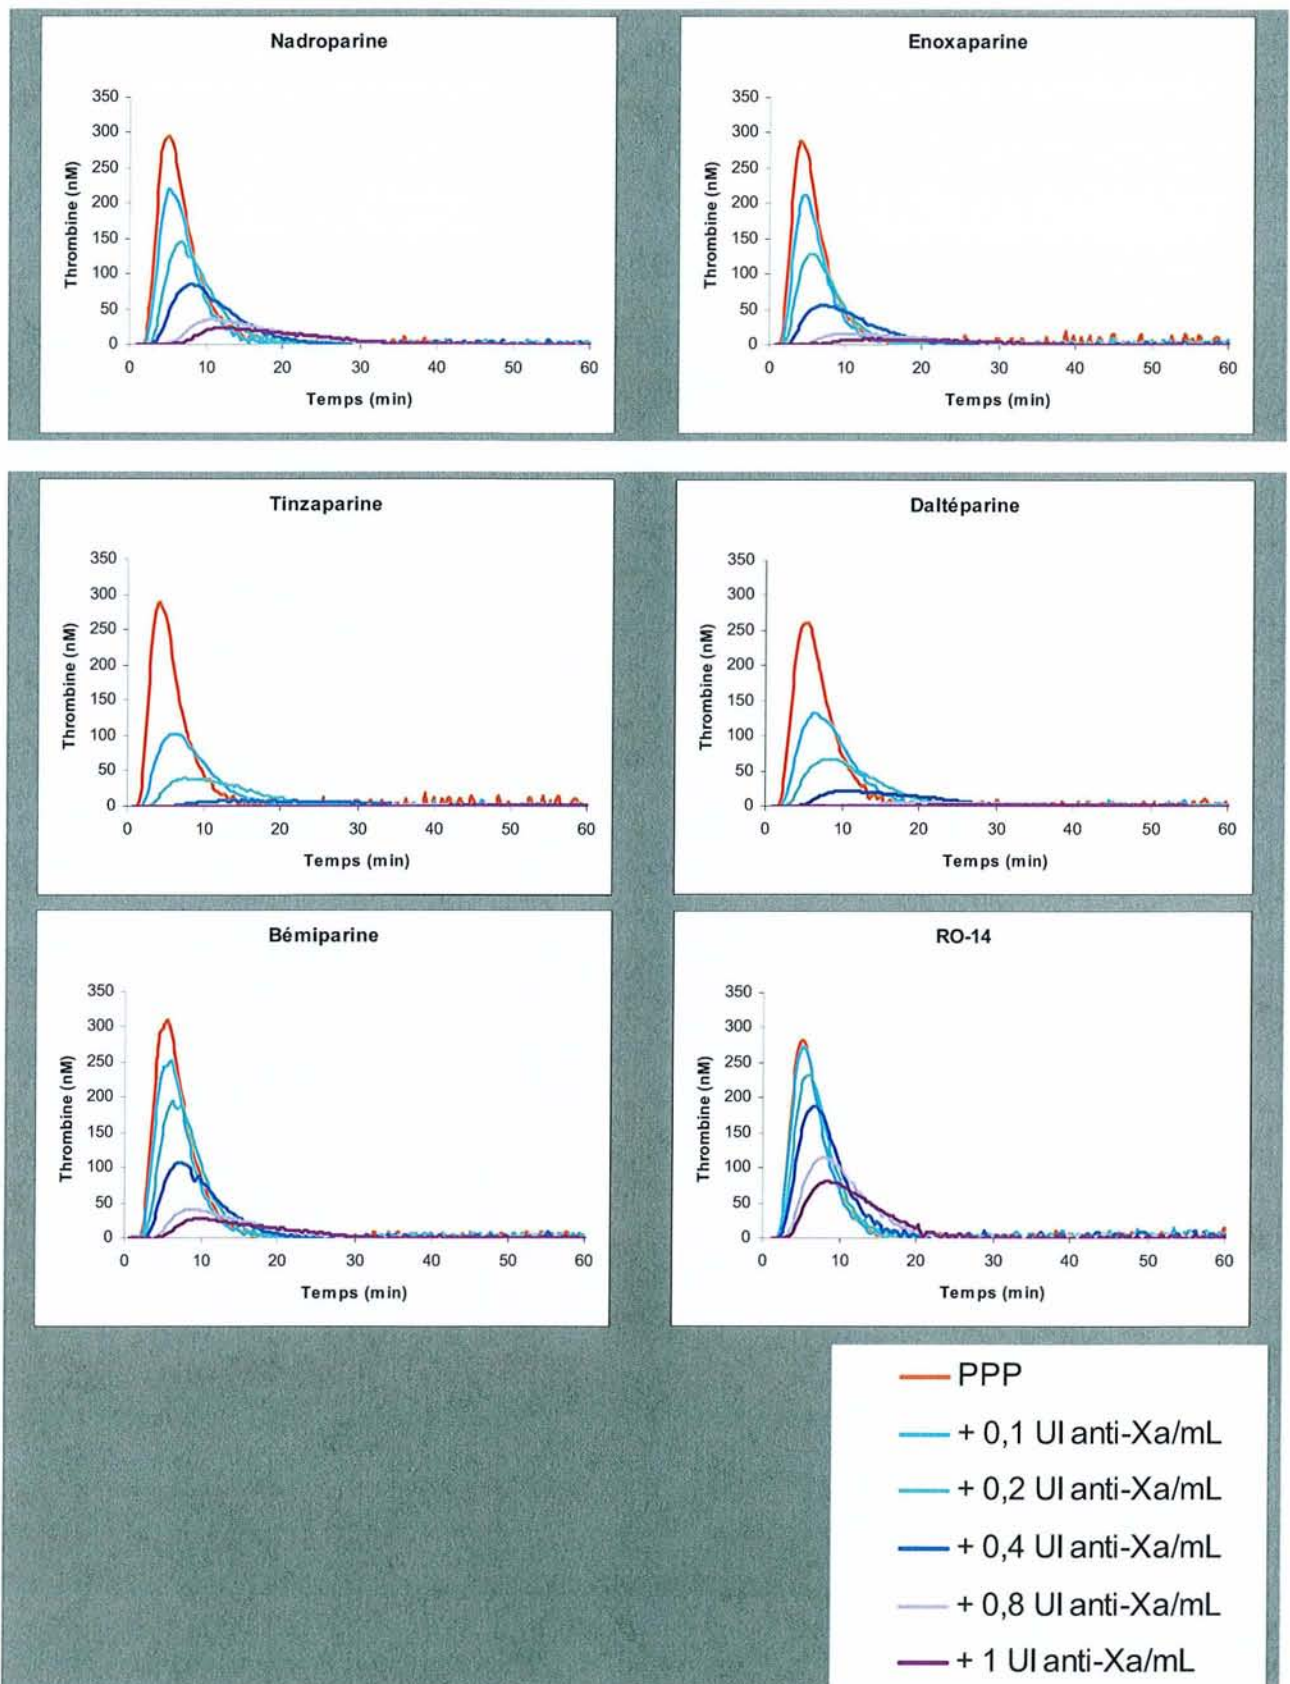 Nadroparine
350
300
250
200
150
100
50
0
Thrombine (nM)
0 10 20 30 40 50 60
Temps (min)
Enoxaparine
350
300
250
200
150
100
50
0
Thrombine (nM)
0 10 20 30 40 50 60
Temps (min)
Tinzaparine
350
300
250
200
150
100
50
0
Thrombine (nM)
0 10 20 30 40 50 60
Temps (min)
Daltéparine
350
300
250
200
150
100
50
0
Thrombine (nM)
0 10 20 30 40 50 60
Temps (min)
Bémiparine
350
300
250
200
150
100
50
0
Thrombine (nM)
0 10 20 30 40 50 60
Temps (min)
RO-14
350
300
250
200
150
100
50
0
Thrombine (nM)
0 10 20 30 40 50 60
Temps (min)
PPP
+ 0,1 UI anti-Xa/mL
+ 0,2 UI anti-Xa/mL
+ 0,4 UI anti-Xa/mL
+ 0,8 UI anti-Xa/mL
+ 1 UI anti-Xa/mL